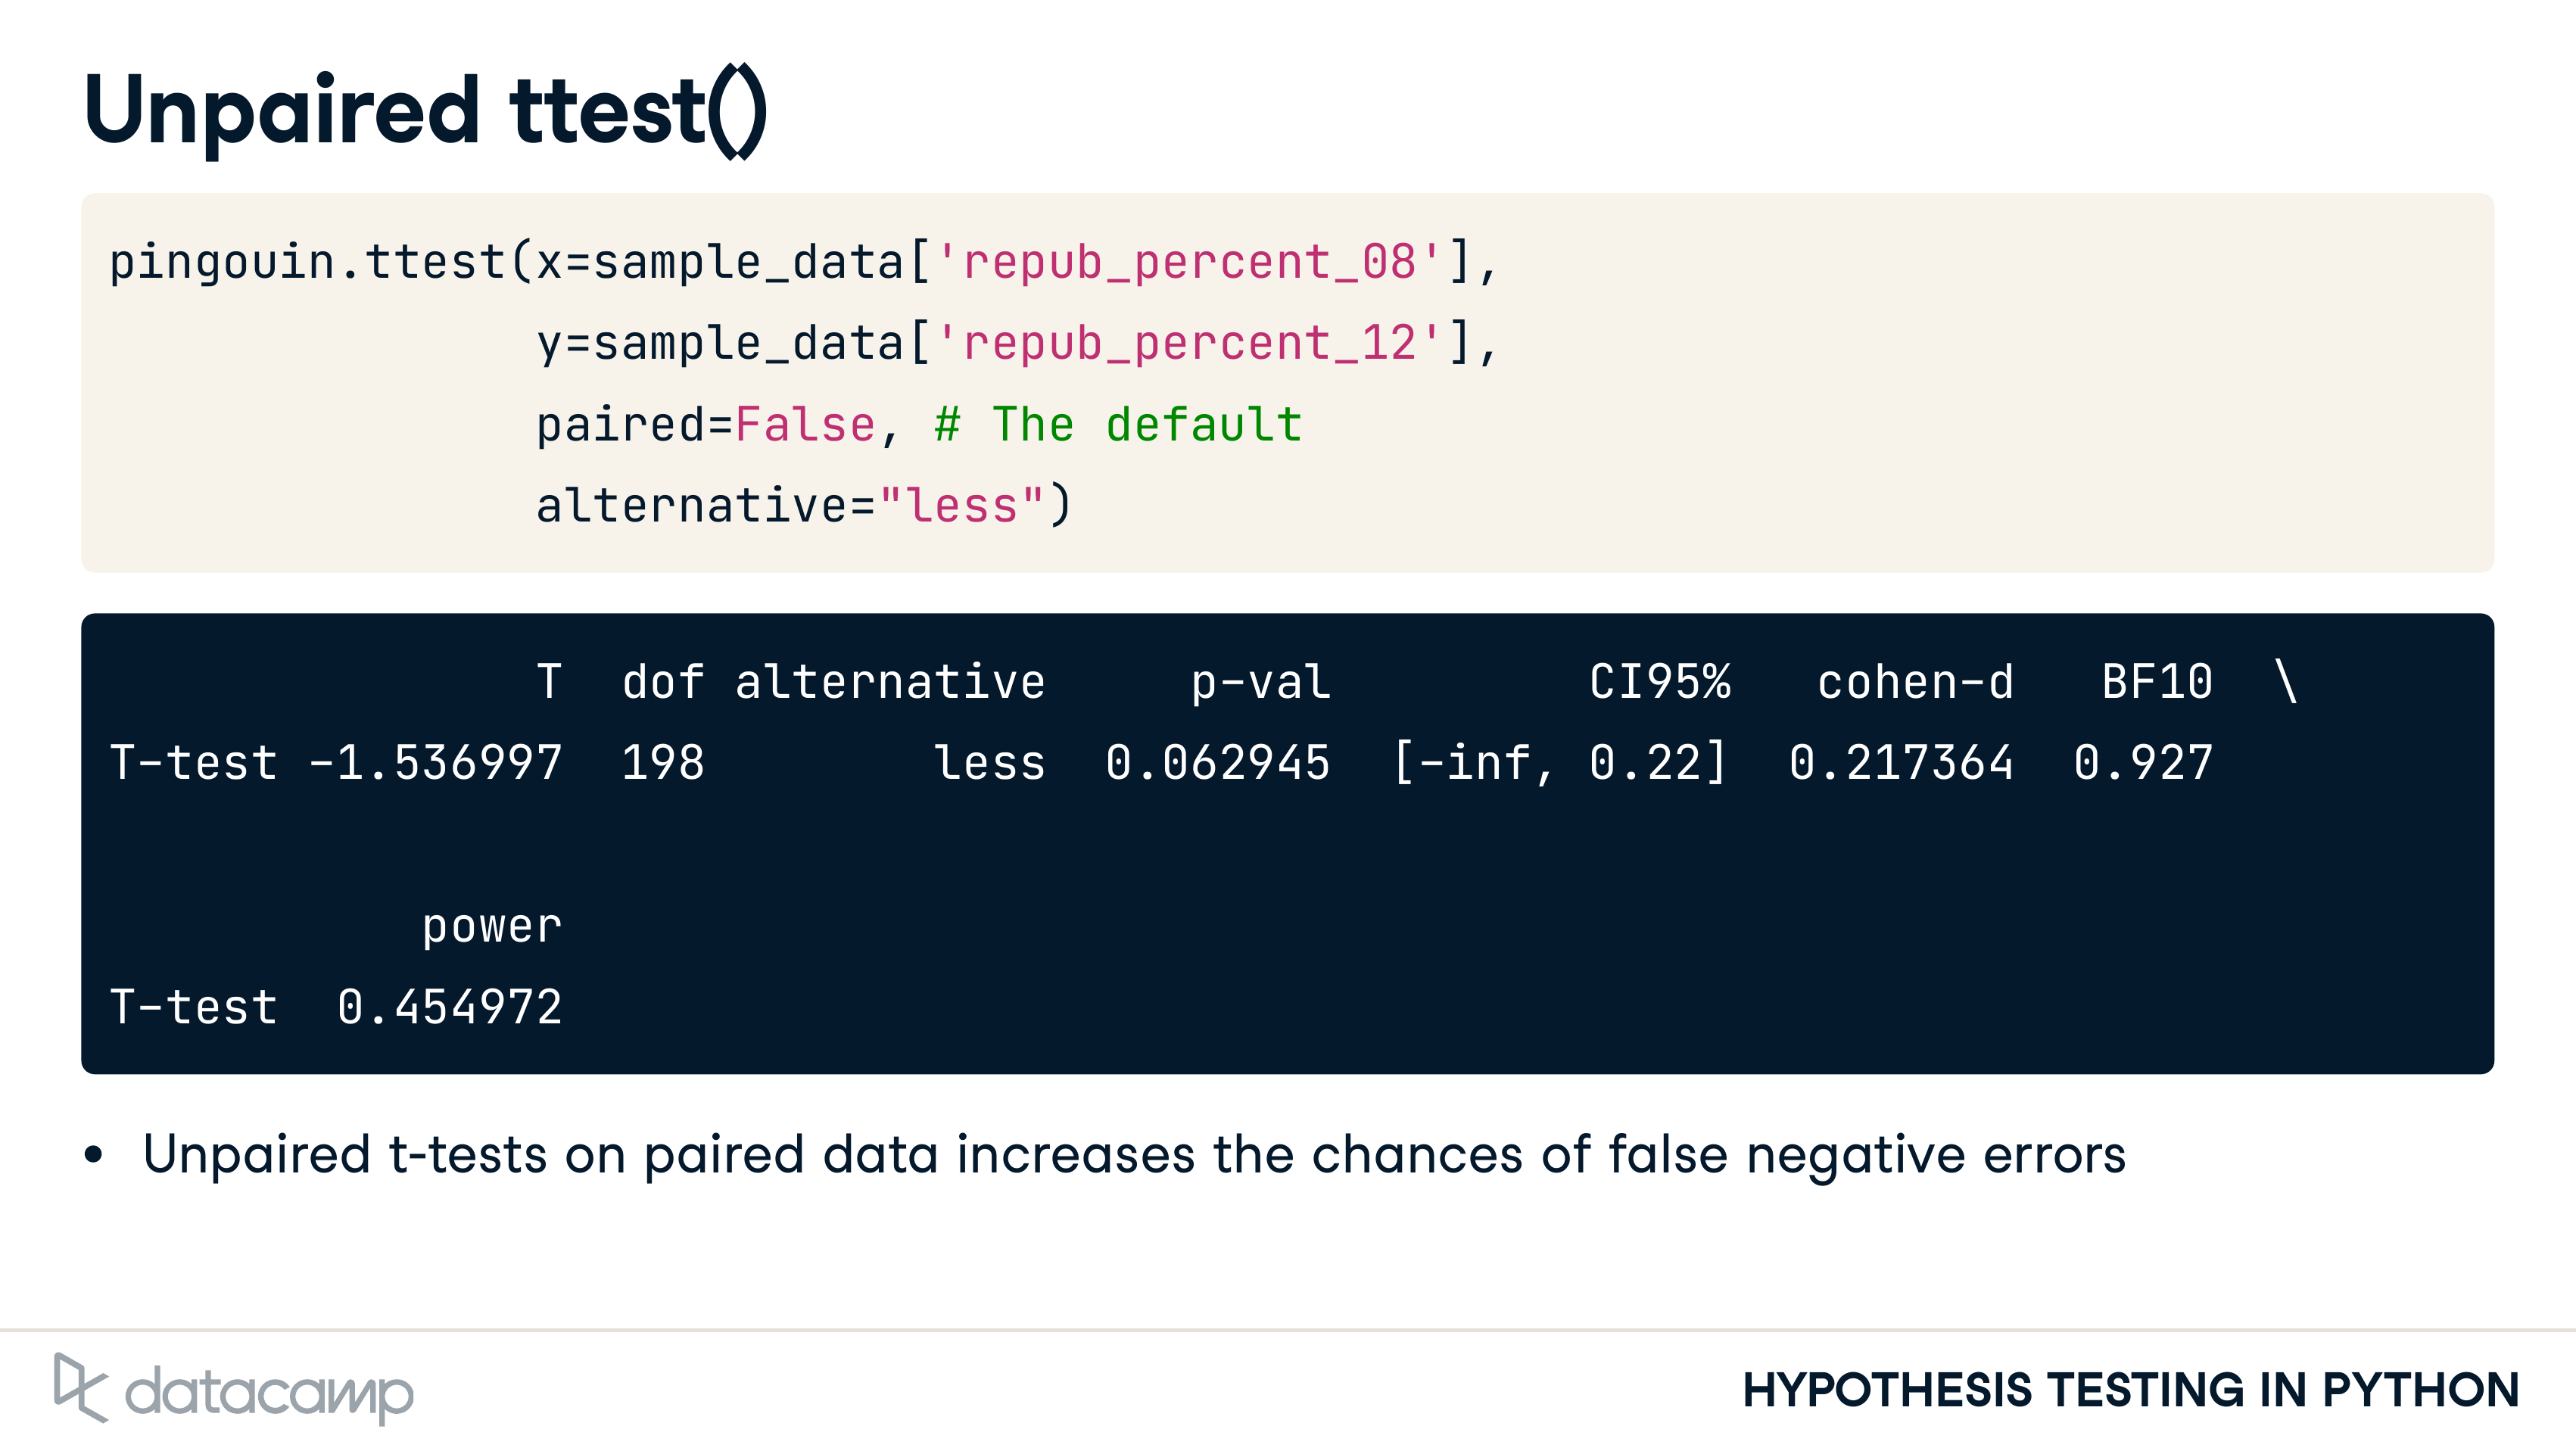 Unpaired ttest()
pingouin.ttest(x=sample_data['repub_percent_08'],
               y=sample_data['repub_percent_12'],
               paired=False, # The default
               alternative="less")
               T  dof alternative     p-val         CI95%   cohen-d   BF10  \
T-test -1.536997  198        less  0.062945  [-inf, 0.22]  0.217364  0.927
           power
T-test  0.454972
• Unpaired t-tests on paired data increases the chances of false negative errors
datacamp
HYPOTHESIS TESTING IN PYTHON